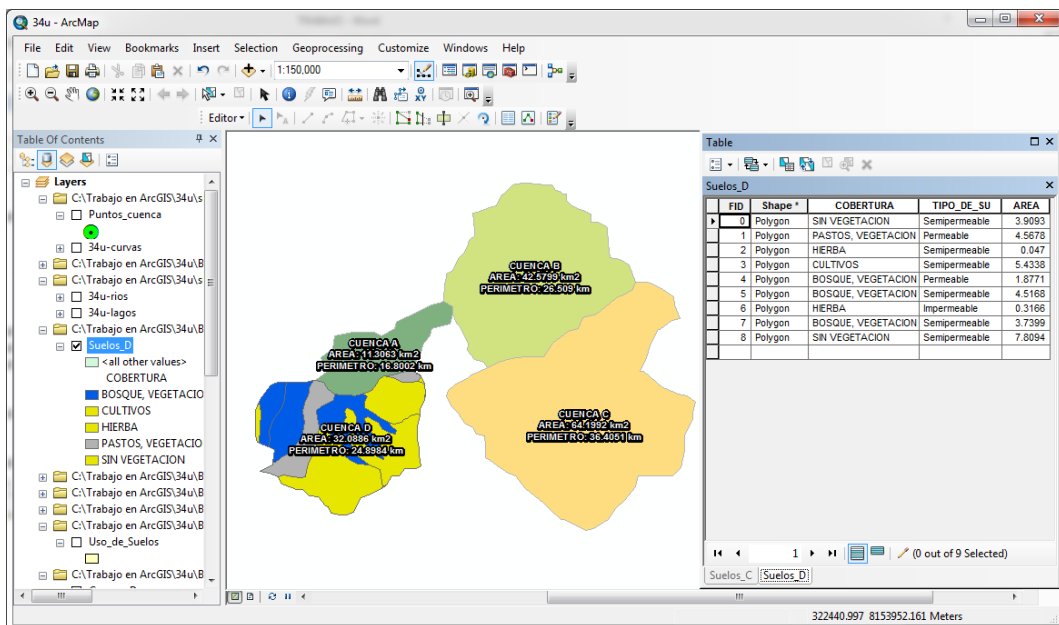 34u - ArcMap
File Edit View Bookmarks Insert Selection Geoprocessing Customize Windows Help
1:150,000
Editor
Table Of Contents
Layers
C:\Trabajo en ArcGIS\34u\s
Puntos_cuenca
34u-curvas
C:\Trabajo en ArcGIS\34u\B
C:\Trabajo en ArcGIS\34u\s
34u-rios
34u-lagos
C:\Trabajo en ArcGIS\34u\B
Suelos_D
<all other values>
COBERTURA
BOSQUE, VEGETACIO
CULTIVOS
HIERBA
PASTOS, VEGETACIO
SIN VEGETACION
C:\Trabajo en ArcGIS\34u\B
C:\Trabajo en ArcGIS\34u\B
C:\Trabajo en ArcGIS\34u\B
C:\Trabajo en ArcGIS\34u\B
Uso_de_Suelos
C:\Trabajo en ArcGIS\34u\B
CUENCA B
AREA: 42.5799 km2
PERIMETRO: 26.509 km
CUENCA A
AREA: 11.3063 km2
PERIMETRO: 16.8002 km
CUENCA D
AREA: 32.0886 km2
PERIMETRO: 24.8984 km
CUENCA C
AREA: 64.1992 km2
PERIMETRO: 36.4051 km
Table
Suelos_D
FID Shape * COBERTURA TIPO_DE_SU AREA
0 Polygon SIN VEGETACION Semipermeable 3.9093
1 Polygon PASTOS, VEGETACION Permeable 4.5678
2 Polygon HIERBA Semipermeable 0.047
3 Polygon CULTIVOS Semipermeable 5.4338
4 Polygon BOSQUE, VEGETACION Permeable 1.8771
5 Polygon BOSQUE, VEGETACION Semipermeable 4.5168
6 Polygon HIERBA Impermeable 0.3166
7 Polygon BOSQUE, VEGETACION Semipermeable 3.7399
8 Polygon SIN VEGETACION Semipermeable 7.8094
1 (0 out of 9 Selected)
Suelos_C Suelos_D
322440.997 8153952.161 Meters